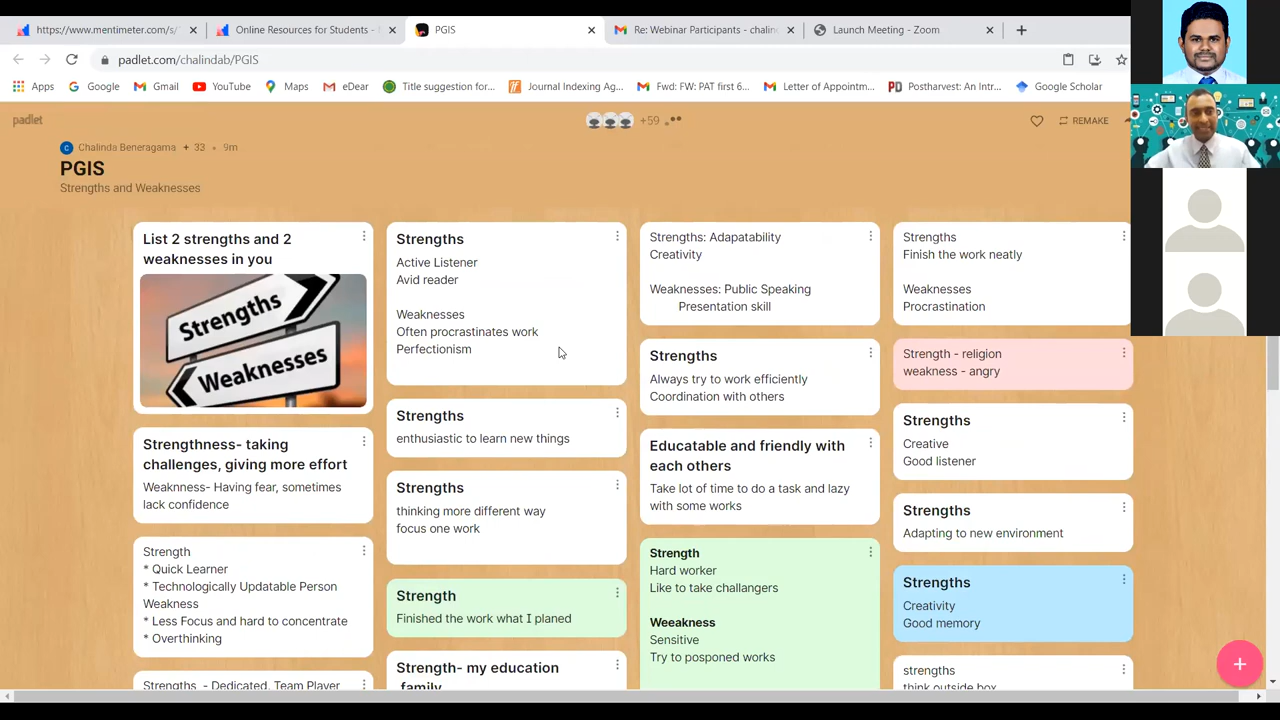 https://www.mentimeter.com/s/
Online Resources for Students -
PGIS
Re: Webinar Participants - chalin
Launch Meeting - Zoom
padlet.com/chalindab/PGIS
Apps
Google
Gmail
YouTube
Maps
eDear
Title suggestion for...
Journal Indexing Ag...
Fwd: FW: PAT first 6...
Letter of Appointm...
PD
Postharvest: An Intr...
Google Scholar
padlet
+59
REMAKE
C
Chalinda Beneragama + 33 • 9m
PGIS
Strengths and Weaknesses
List 2 strengths and 2
weaknesses in you
Strengths
Weaknesses
Strengthness- taking
challenges, giving more effort
Weaknness- Having fear, sometimes
lack confidence
Strength
* Quick Learner
* Technologically Updatable Person
Weakness
* Less Focus and hard to concentrate
* Overthinking
Strengths - Dedicated, Team Player
Strengths
Active Listener
Avid reader
Weaknesses
Often procrastinates work
Perfectionism
Strengths
enthusiastic to learn new things
Strengths
thinking more different way
focus one work
Strength
Finished the work what I planed
Strength- my education
family
Strengths: Adapatability
Creativity
Weaknesses: Public Speaking
Presentation skill
Strengths
Always try to work efficiently
Coordination with others
Educatable and friendly with
each others
Take lot of time to do a task and lazy
with some works
Strength
Hard worker
Like to take challangers
Weeakness
Sensitive
Try to posponed works
Strengths
Finish the work neatly
Weaknesses
Procrastination
Strength - religion
weakness - angry
Strengths
Creative
Good listener
Strengths
Adapting to new environment
Strengths
Creativity
Good memory
strengths
think outside box